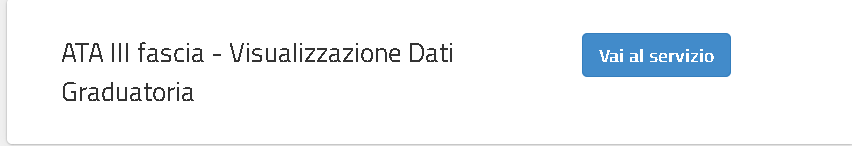 ATA III fascia - Visualizzazione Dati
Graduatoria
Vai al servizio